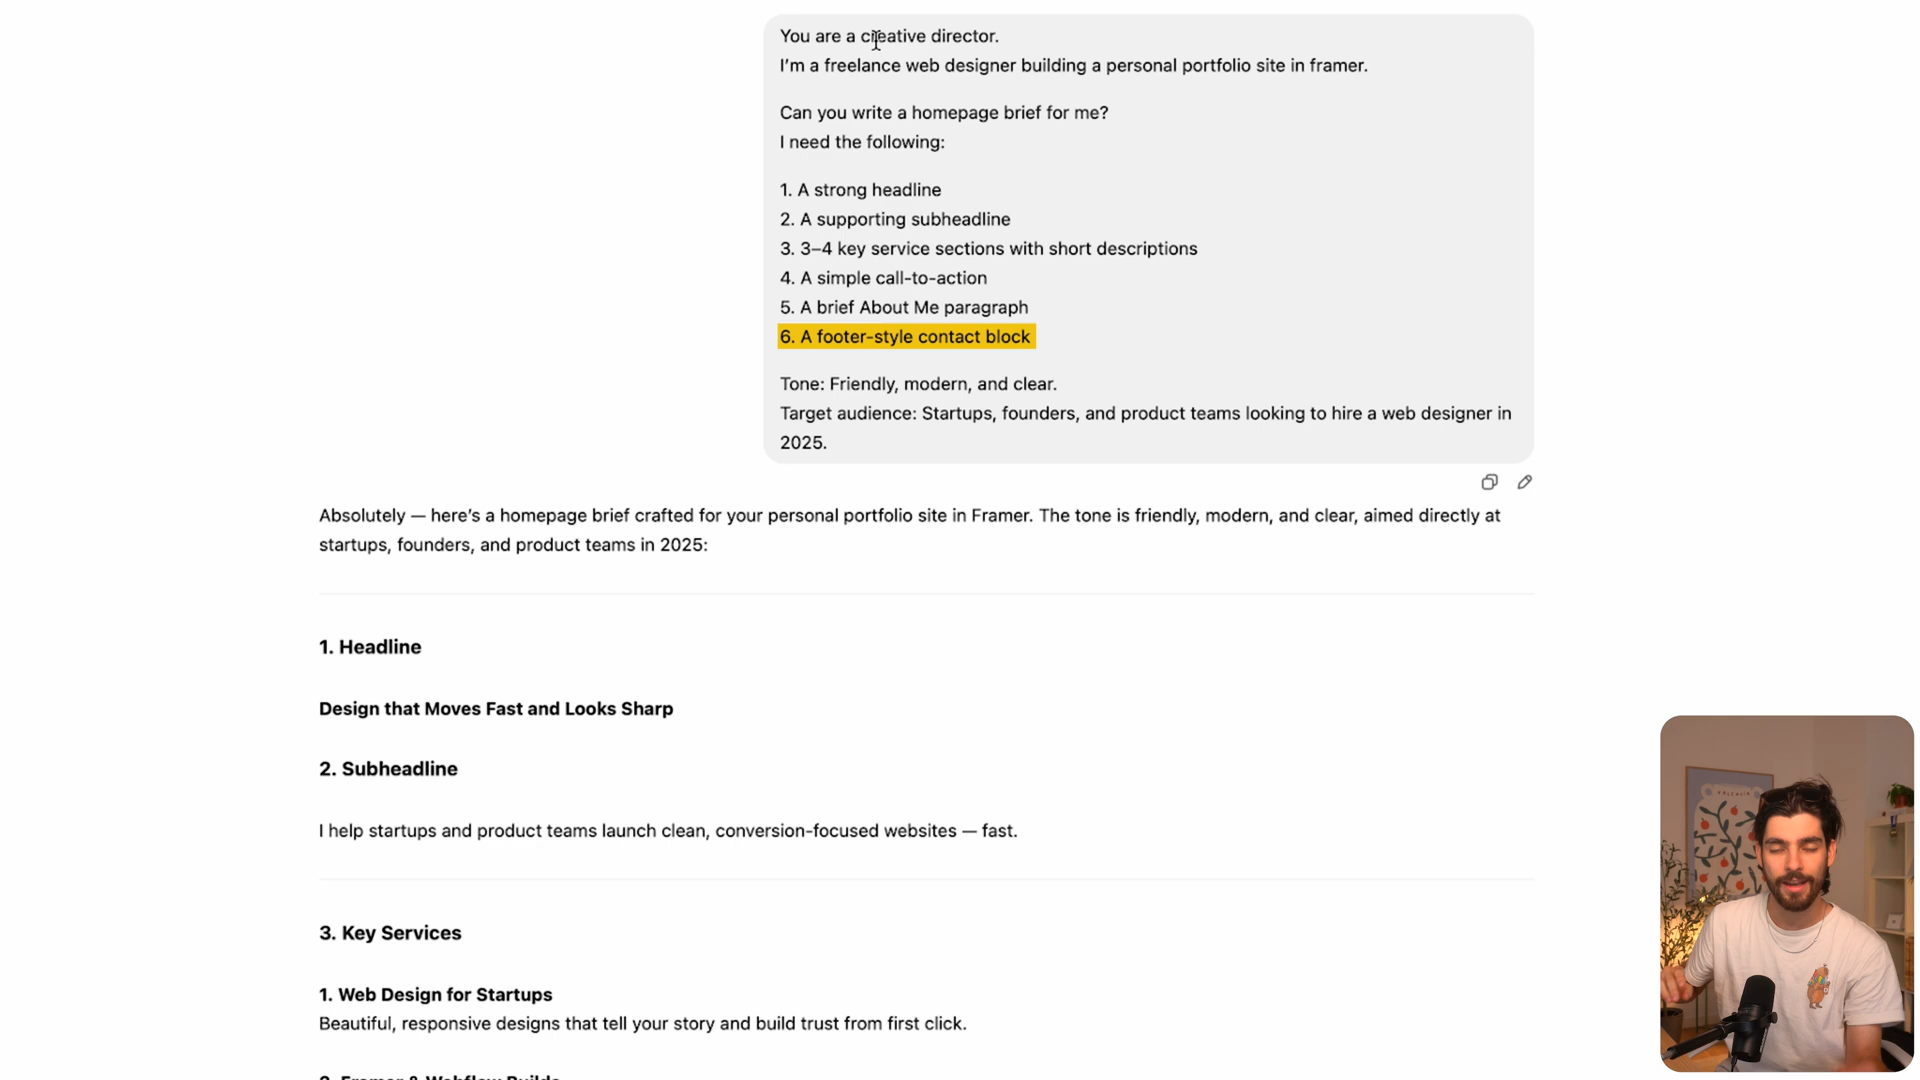 You are a creative director.
I'm a freelance web designer building a personal portfolio site in framer.
Can you write a homepage brief for me?
I need the following:
1. A strong headline
2. A supporting subheadline
3. 3–4 key service sections with short descriptions
4. A simple call-to-action
5. A brief About Me paragraph
6. A footer-style contact block
Tone: Friendly, modern, and clear.
Target audience: Startups, founders, and product teams looking to hire a web designer in
2025.
Absolutely — here's a homepage brief crafted for your personal portfolio site in Framer. The tone is friendly, modern, and clear, aimed directly at
startups, founders, and product teams in 2025:
1. Headline
Design that Moves Fast and Looks Sharp
2. Subheadline
I help startups and product teams launch clean, conversion-focused websites — fast.
3. Key Services
1. Web Design for Startups
Beautiful, responsive designs that tell your story and build trust from first click.
2. Framer & Webflow Builds